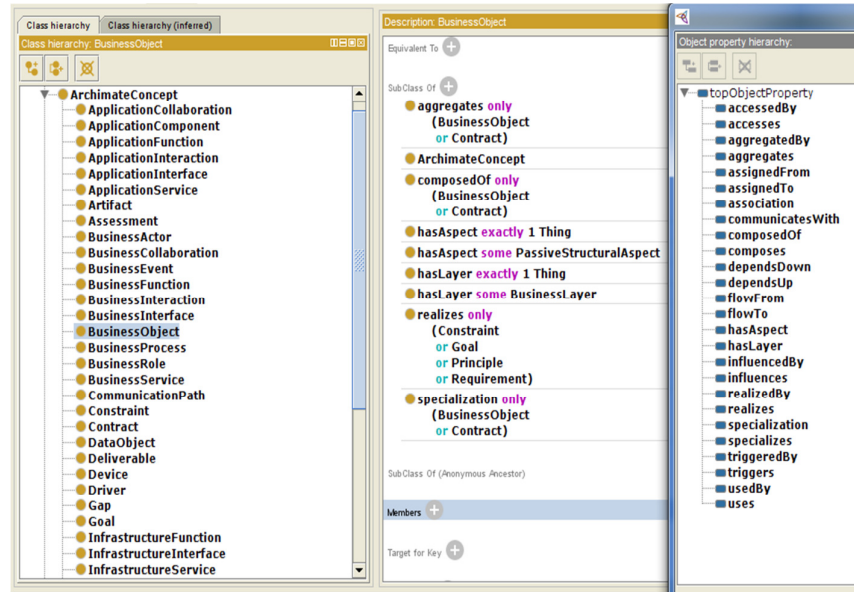 Class hierarchy
Class hierarchy (inferred)
Class hierarchy: BusinessObject
ArchimateConcept
ApplicationCollaboration
ApplicationComponent
ApplicationFunction
ApplicationInteraction
ApplicationInterface
ApplicationService
Artifact
Assessment
BusinessActor
BusinessCollaboration
BusinessEvent
BusinessFunction
BusinessInteraction
BusinessInterface
BusinessObject
BusinessProcess
BusinessRole
BusinessService
CommunicationPath
Constraint
Contract
DataObject
Deliverable
Device
Driver
Gap
Goal
InfrastructureFunction
InfrastructureInterface
InfrastructureService
Description: BusinessObject
Equivalent To
SubClass Of
aggregates only
(BusinessObject
or Contract)
ArchimateConcept
composedOf only
(BusinessObject
or Contract)
hasAspect exactly 1 Thing
hasAspect some PassiveStructuralAspect
hasLayer exactly 1 Thing
hasLayer some BusinessLayer
realizes only
(Constraint
or Goal
or Principle
or Requirement)
specialization only
(BusinessObject
or Contract)
SubClass Of (Anonymous Ancestor)
Members
Target for Key
Object property hierarchy:
topObjectProperty
accessedBy
accesses
aggregatedBy
aggregates
assignedFrom
assignedTo
association
communicatesWith
composedOf
composes
dependsDown
dependsUp
flowFrom
flowTo
hasAspect
hasLayer
influencedBy
influences
realizedBy
realizes
specialization
specializes
triggeredBy
triggers
usedBy
uses